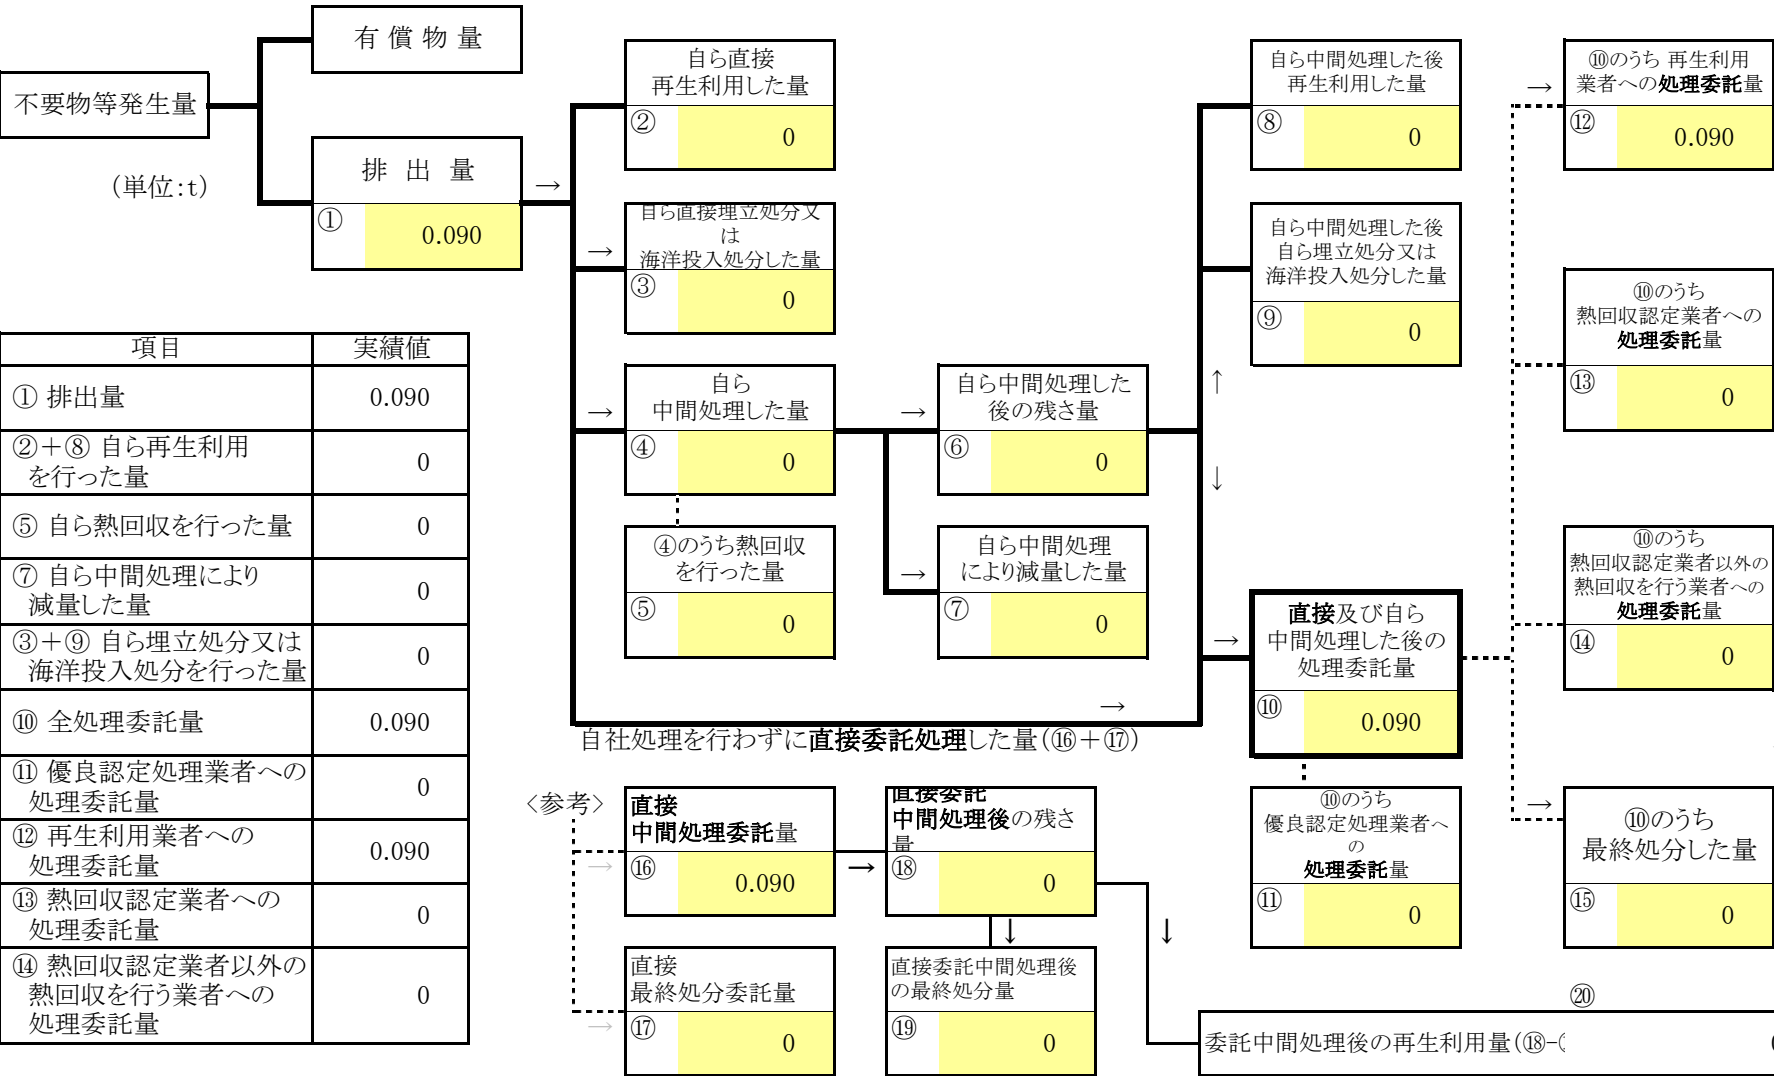 有 償 物 量
不要物等発生量
(単位:t)
排 出 量
→
① 0.090
自ら直接
再生利用した量
② 0
→
自ら直接埋立処分又
は
海洋投入処分した量
③ 0
→
自ら
中間処理した量
④ 0
④のうち熱回収
を行った量
⑤ 0
→
自ら中間処理した
後の残さ量
⑥ 0
→
自ら中間処理
により減量した量
⑦ 0
自ら中間処理した後
再生利用した量
⑧ 0
自ら中間処理した後
自ら埋立処分又は
海洋投入処分した量
⑨ 0
↑
↓
→
直接及び自ら
中間処理した後の
処理委託量
⑩ 0.090
⑩のうち
優良認定処理業者へ
の
処理委託量
⑪ 0
→
⑩のうち 再生利用
業者への処理委託量
⑫ 0.090
⑩のうち
熱回収認定業者への
処理委託量
⑬ 0
⑩のうち
熱回収認定業者以外の
熱回収を行う業者への
処理委託量
⑭ 0
→
⑩のうち
最終処分した量
⑮ 0
→
自社処理を行わずに直接委託処理した量(⑯+⑰)
〈参考〉
→
直接
中間処理委託量
⑯ 0.090
→
直接委託
中間処理後の残さ
量
⑱ 0
↓
↓
→
直接
最終処分委託量
⑰ 0
直接委託中間処理後
の最終処分量
⑲ 0
⑳
委託中間処理後の再生利用量(⑱-
項目 実績値
① 排出量 0.090
②+⑧ 自ら再生利用
を行った量 0
⑤ 自ら熱回収を行った量 0
⑦ 自ら中間処理により
減量した量 0
③+⑨ 自ら埋立処分又は
海洋投入処分を行った量 0
⑩ 全処理委託量 0.090
⑪ 優良認定処理業者への
処理委託量 0
⑫ 再生利用業者への
処理委託量 0.090
⑬ 熱回収認定業者への
処理委託量 0
⑭ 熱回収認定業者以外の
熱回収を行う業者への
処理委託量 0